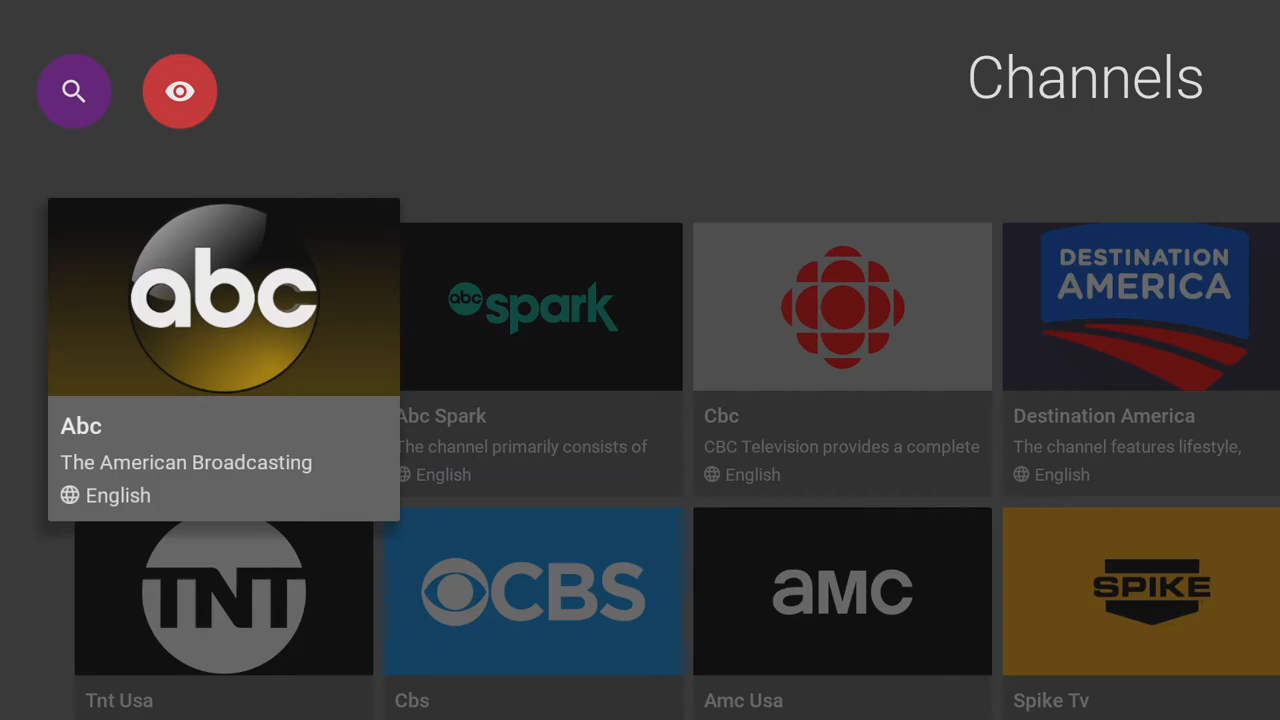 Channels
abc
abc spark
DESTINATION
AMERICA
Abc
The American Broadcasting
English
Abc Spark
The channel primarily consists of
English
Cbc
CBC Television provides a complete
English
Destination America
The channel features lifestyle,
English
TNT
CBS
aMC
SPIKE
Tnt Usa
Cbs
Amc Usa
Spike Tv